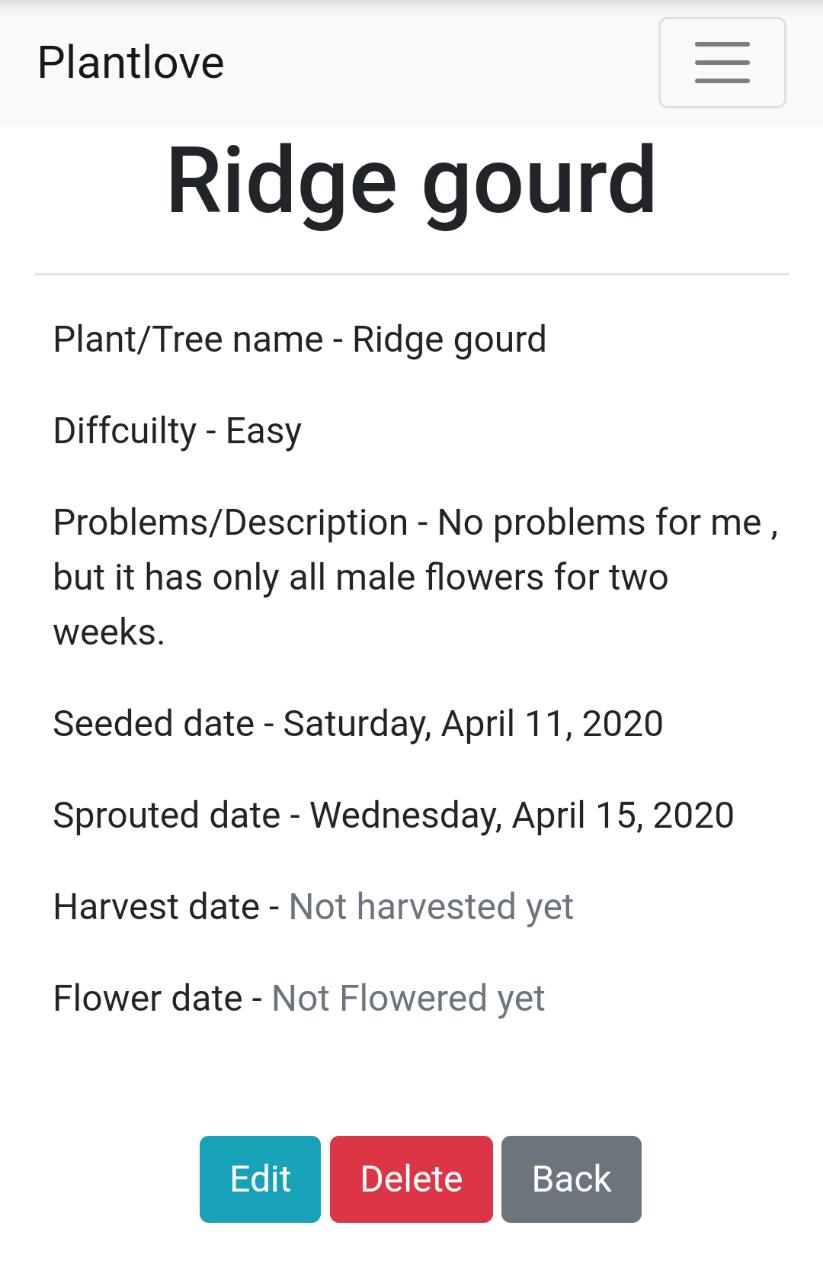 Plantlove
Ridge gourd
Plant/Tree name - Ridge gourd
Diffcuilty - Easy
Problems/Description - No problems for me ,
but it has only all male flowers for two
weeks.
Seeded date - Saturday, April 11, 2020
Sprouted date - Wednesday, April 15, 2020
Harvest date - Not harvested yet
Flower date - Not Flowered yet
Edit Delete Back